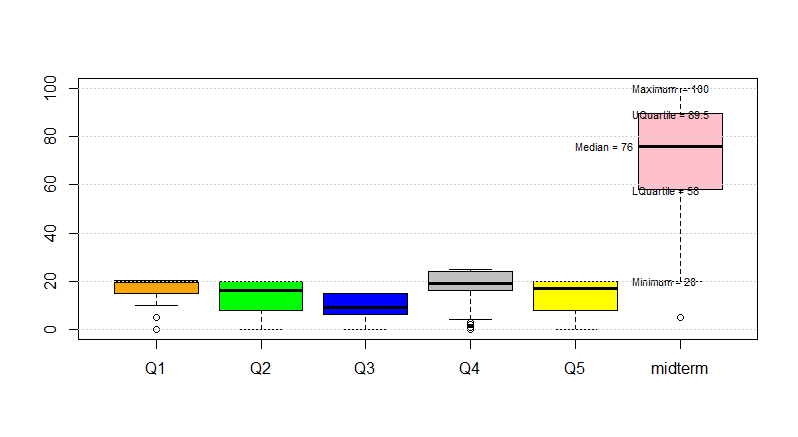 100
80
60
40
20
0
Maximum = 100
UQuartile = 89.5
Median = 76
LQuartile = 58
Minimum = 20
Q1 Q2 Q3 Q4 Q5 midterm